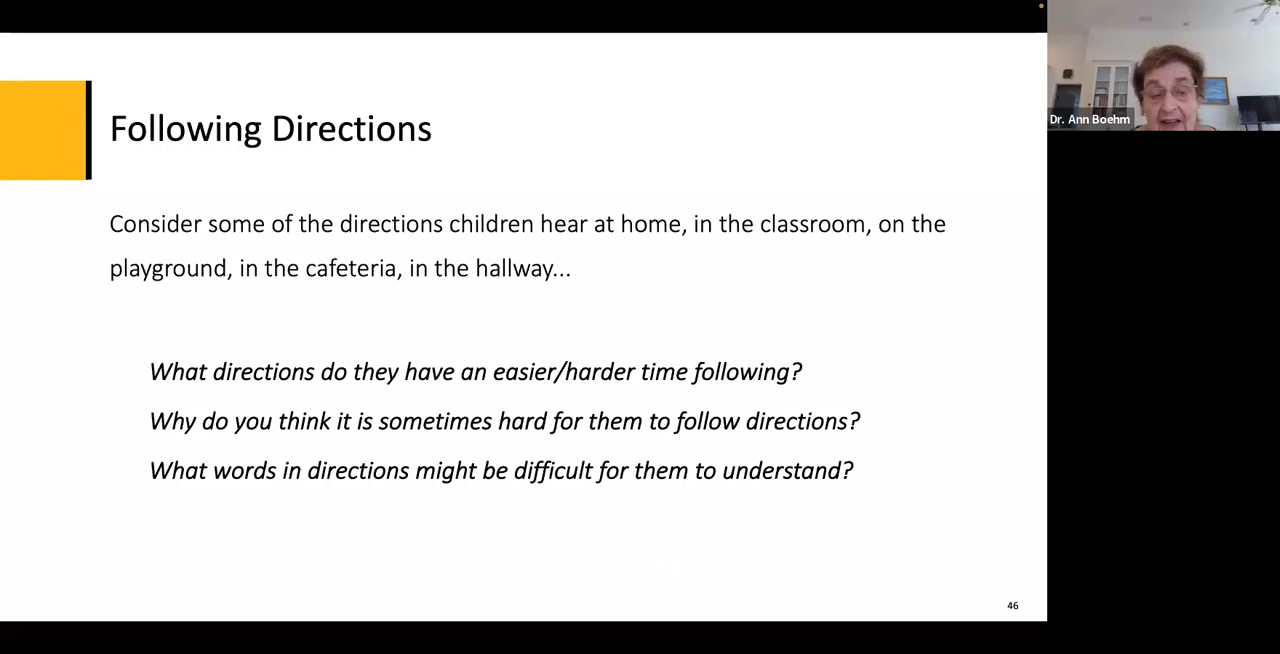 Following Directions
Dr. Ann Boehm
Consider some of the directions children hear at home, in the classroom, on the
playground, in the cafeteria, in the hallway...
What directions do they have an easier/harder time following?
Why do you think it is sometimes hard for them to follow directions?
What words in directions might be difficult for them to understand?
46